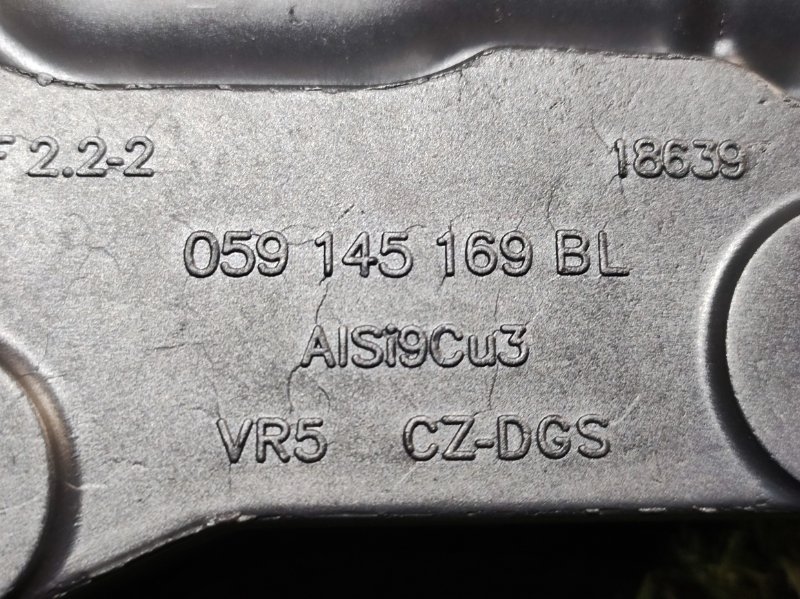 F 2.2-2 18639
059 145 169 BL
AlSi9Cu3
VR5 CZ-DGS